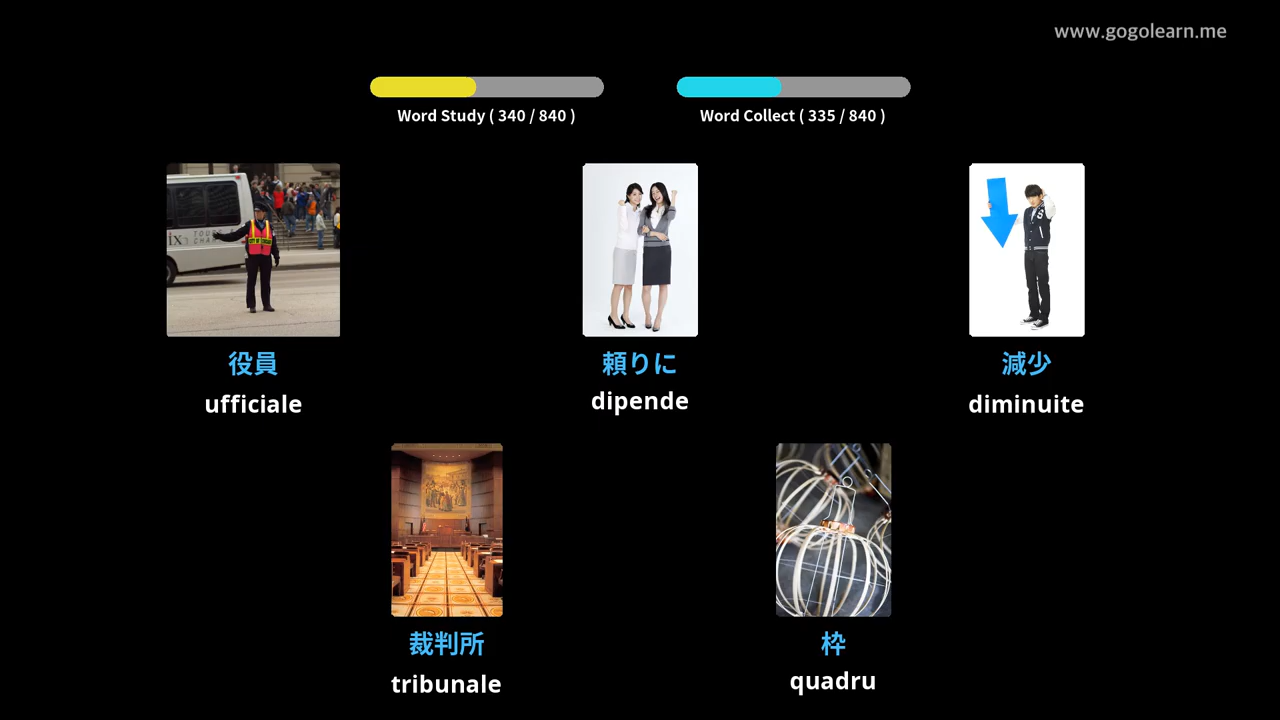 www.gogolearn.me
Word Study ( 340 / 840 )
Word Collect ( 335 / 840 )
役員
ufficiale
頼りに
dipende
減少
diminuite
裁判所
tribunale
枠
quadru